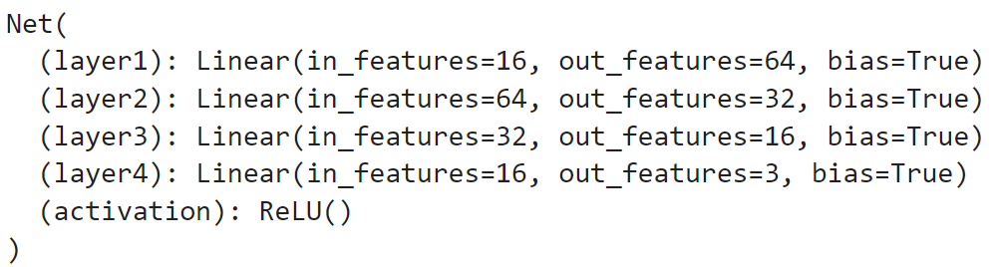 Net(
  (layer1): Linear(in_features=16, out_features=64, bias=True)
  (layer2): Linear(in_features=64, out_features=32, bias=True)
  (layer3): Linear(in_features=32, out_features=16, bias=True)
  (layer4): Linear(in_features=16, out_features=3, bias=True)
  (activation): ReLU()
)